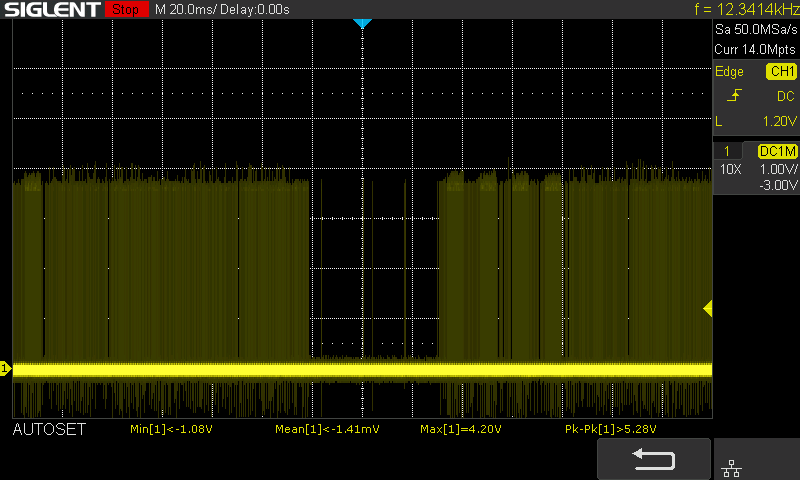 SIGLENT Stop M 20.0ms/ Delay:0.00s f = 12.3414kHz
Sa 50.0MSa/s
Curr 14.0Mpts
Edge CH1
DC
L 1.20V
1 DC1M
10X 1.00V/
-3.00V
1
AUTOSET Min[1]<-1.08V Mean[1]<-1.41mV Max[1]=4.20V Pk-Pk[1]>5.28V